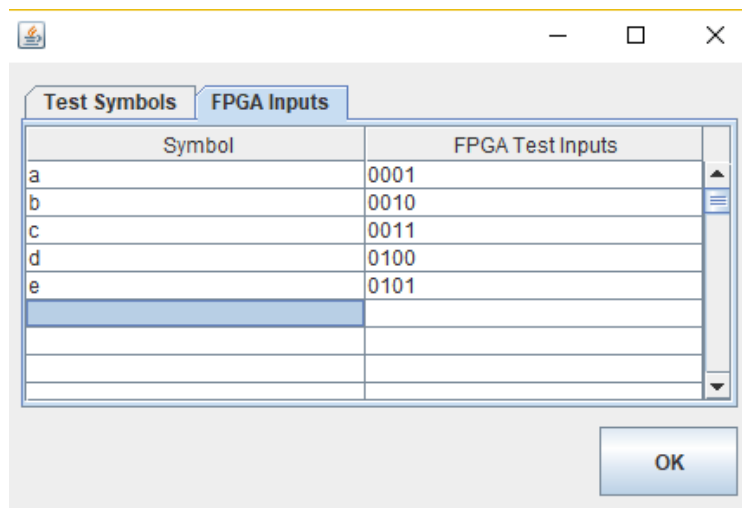 Test Symbols FPGA Inputs
Symbol FPGA Test Inputs
a 0001
b 0010
c 0011
d 0100
e 0101
OK